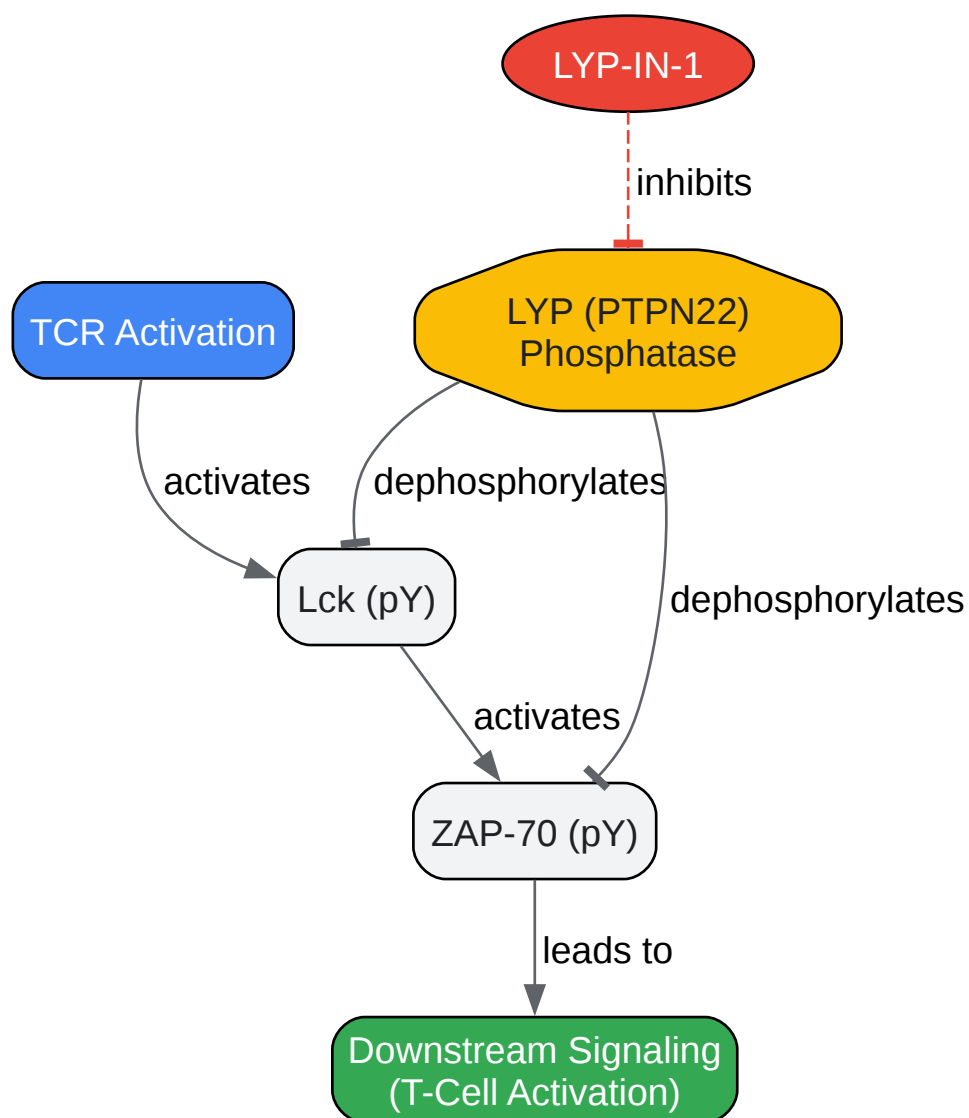 LYP-IN-1
inhibits
LYP (PTPN22)
Phosphatase
TCR Activation
activates
dephosphorylates
Lck (pY)
dephosphorylates
activates
ZAP-70 (pY)
leads to
Downstream Signaling
(T-Cell Activation)